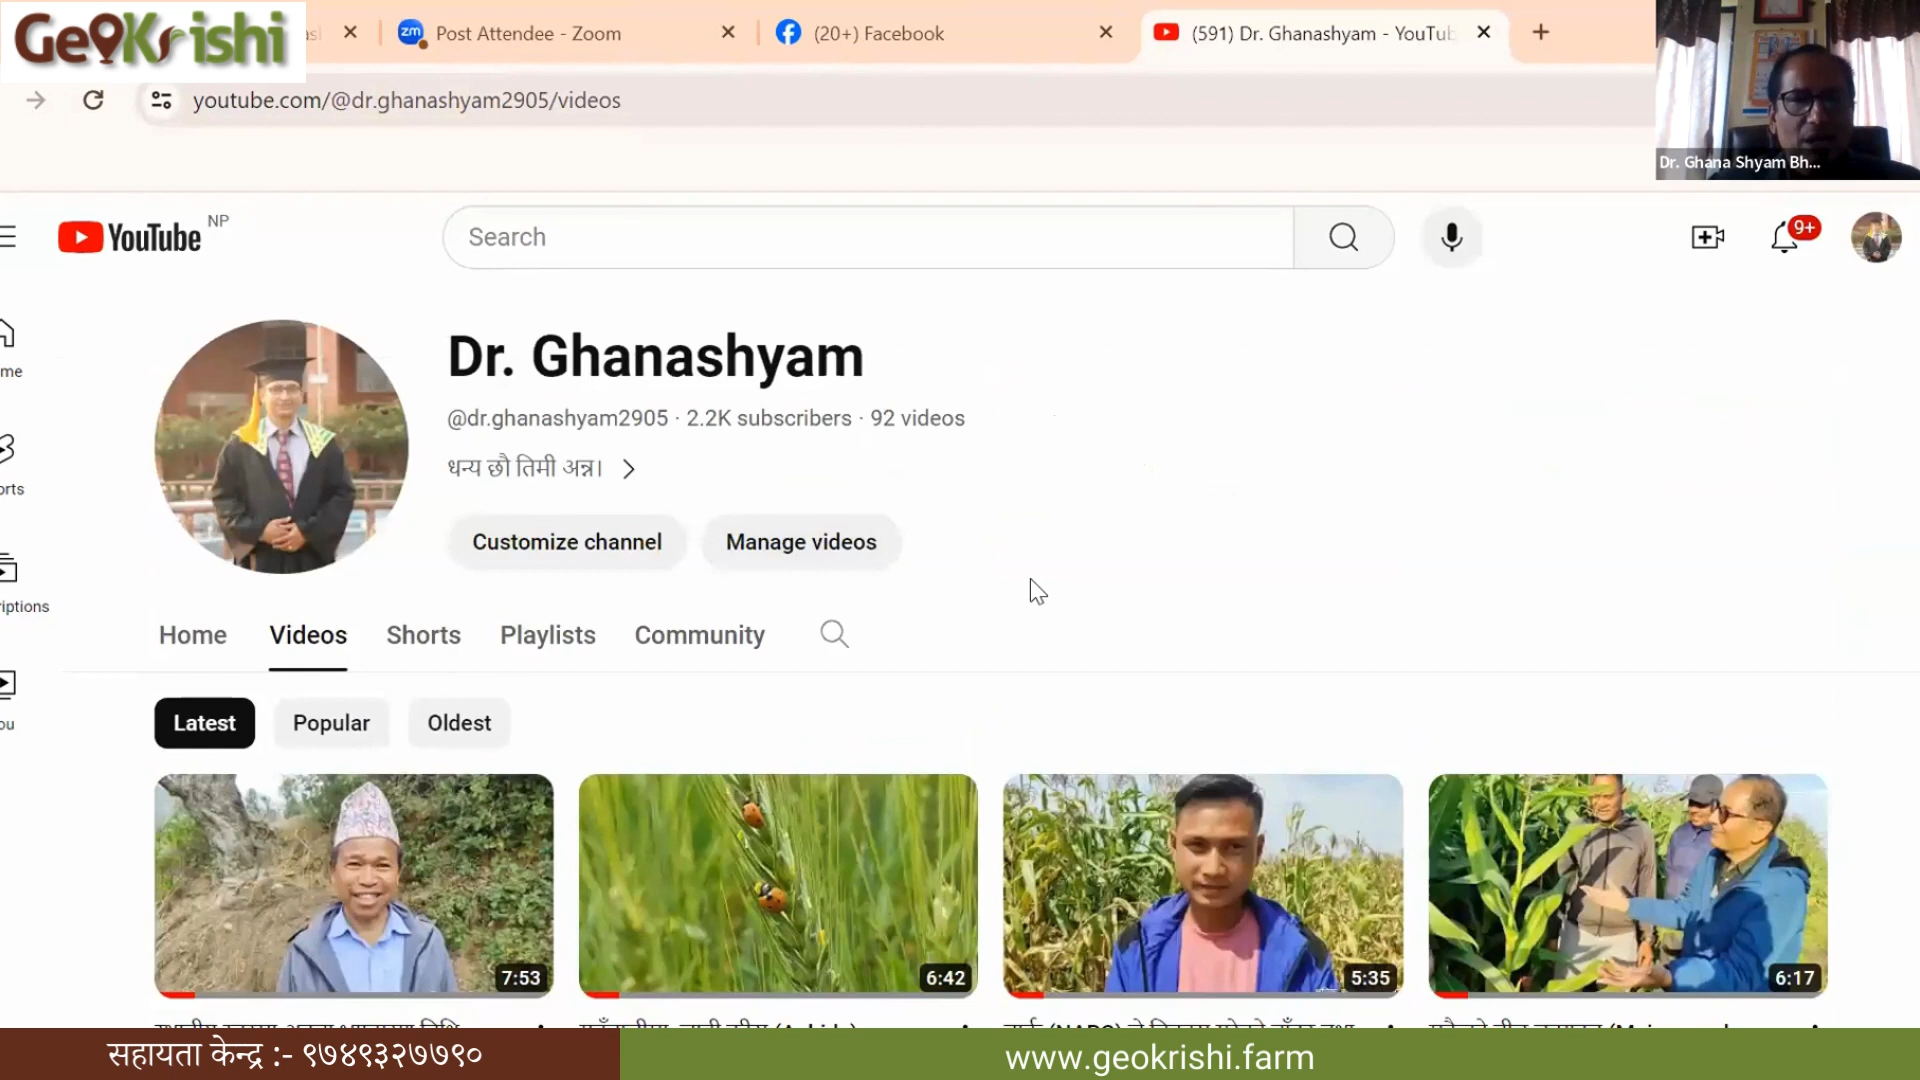 GeoKrishi
Post Attendee - Zoom
(20+) Facebook
(591) Dr. Ghanashyam - YouTub
youtube.com/@dr.ghanashyam2905/videos
Dr. Ghana Shyam Bh...
YouTube NP
Search
9+
Dr. Ghanashyam
@dr.ghanashyam2905 · 2.2K subscribers · 92 videos
धन्य छौ तिमी अन्न।
Customize channel
Manage videos
me
orts
riptions
ou
Home
Videos
Shorts
Playlists
Community
Latest
Popular
Oldest
7:53
6:42
5:35
6:17
सहायता केन्द्र :- ९७४९३२७७९०
www.geokrishi.farm